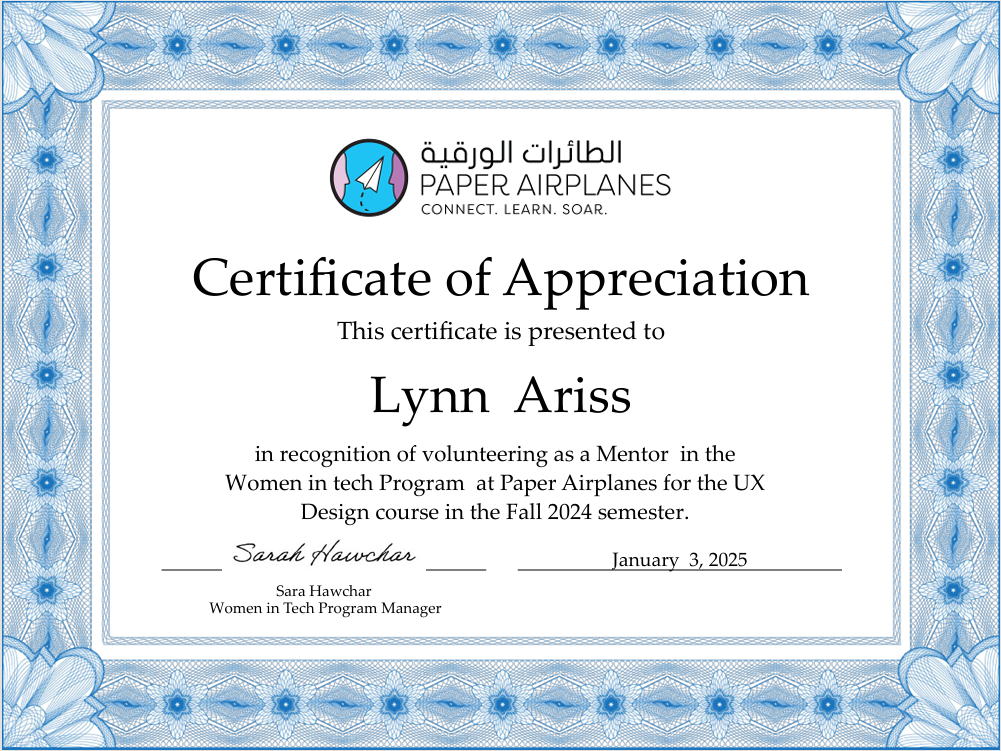 الطائرات الورقية
PAPER AIRPLANES
CONNECT. LEARN. SOAR.
Certificate of Appreciation
This certificate is presented to
Lynn Ariss
in recognition of volunteering as a Mentor in the
Women in tech Program at Paper Airplanes for the UX
Design course in the Fall 2024 semester.
Sarah Hawchar
January 3, 2025
Sara Hawchar
Women in Tech Program Manager